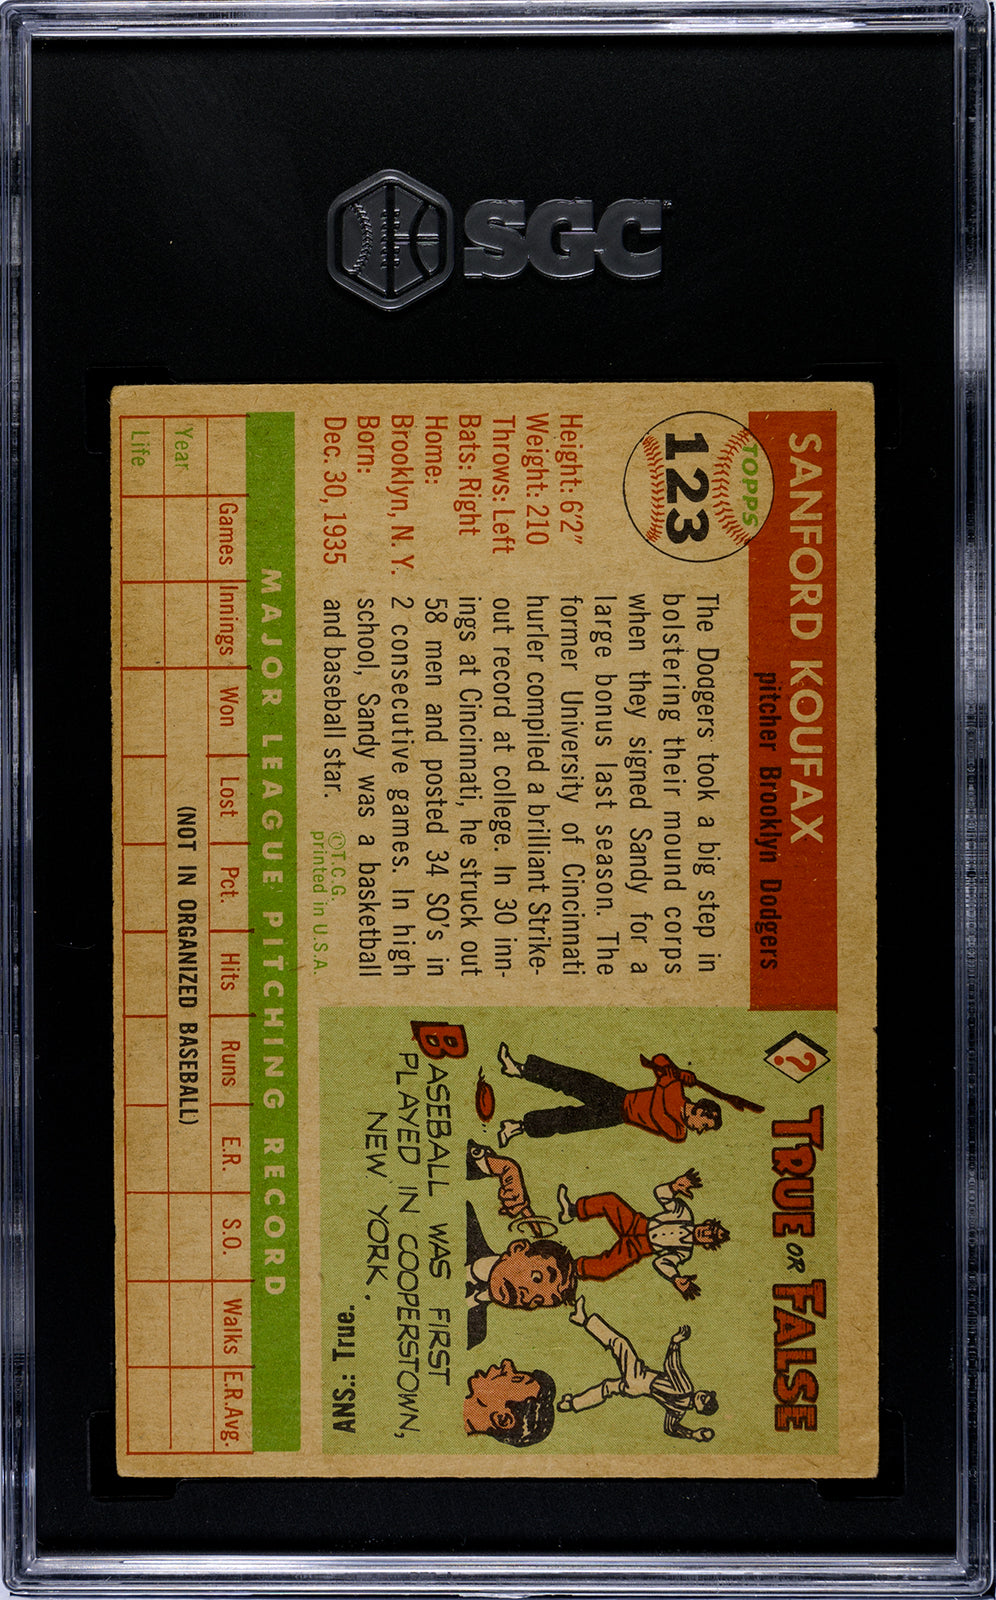 SGC
SANFORD KOUFAX
pitcher Brooklyn Dodgers
TOPPS
123
Height: 6'2"
Weight: 210
Throws: Left
Bats: Right
Home:
Brooklyn, N. Y.
Born:
Dec. 30, 1935
The Dodgers took a big step in
bolstering their mound corps
when they signed Sandy for a
large bonus last season. The
former University of Cincinnati
hurler compiled a brilliant Strike-
out record at college. In 30 inn-
ings at Cincinnati, he struck out
58 men and posted 34 SO's in
2 consecutive games. In high
school, Sandy was a basketball
and baseball star.
©T.C.G.
printed in U.S.A.
?
TRUE OR FALSE
BASEBALL WAS FIRST
PLAYED IN COOPERSTOWN,
NEW YORK.
ANS: True.
MAJOR LEAGUE PITCHING RECORD
Games Innings Won Lost Pct. Hits Runs E.R. S.O. Walks E.R.Avg.
Year
(NOT IN ORGANIZED BASEBALL)
Life